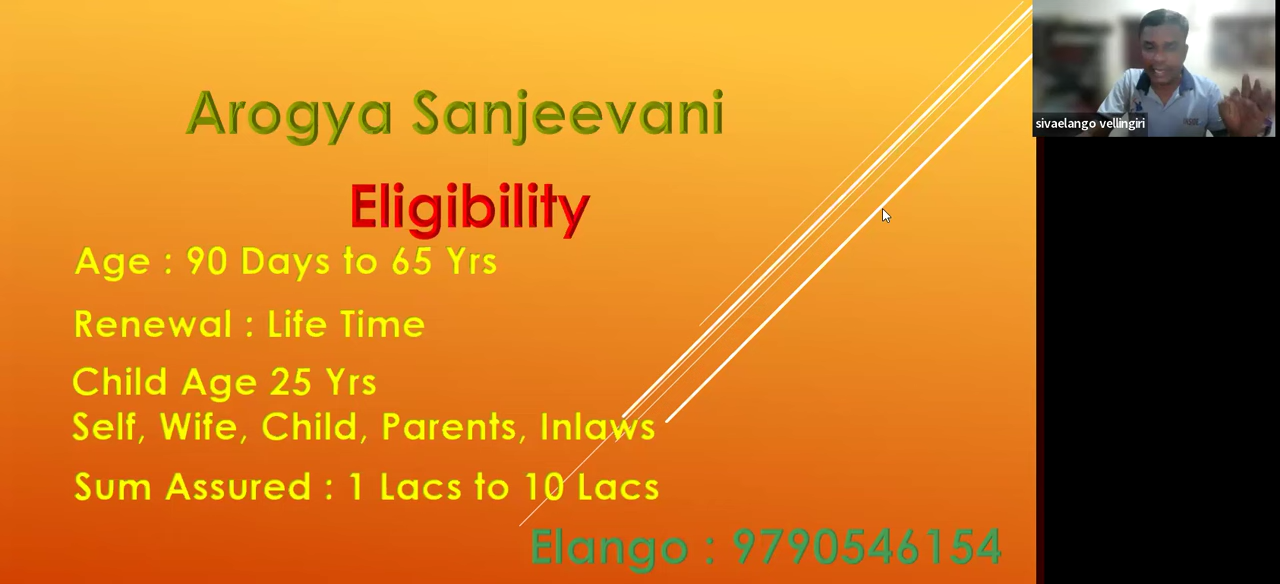 Arogya Sanjeevani
Eligibility
Age : 90 Days to 65 Yrs
Renewal : Life Time
Child Age 25 Yrs
Self, Wife, Child, Parents, Inlaws
Sum Assured : 1 Lacs to 10 Lacs
Elango : 9790546154
sivaelango vellingiri